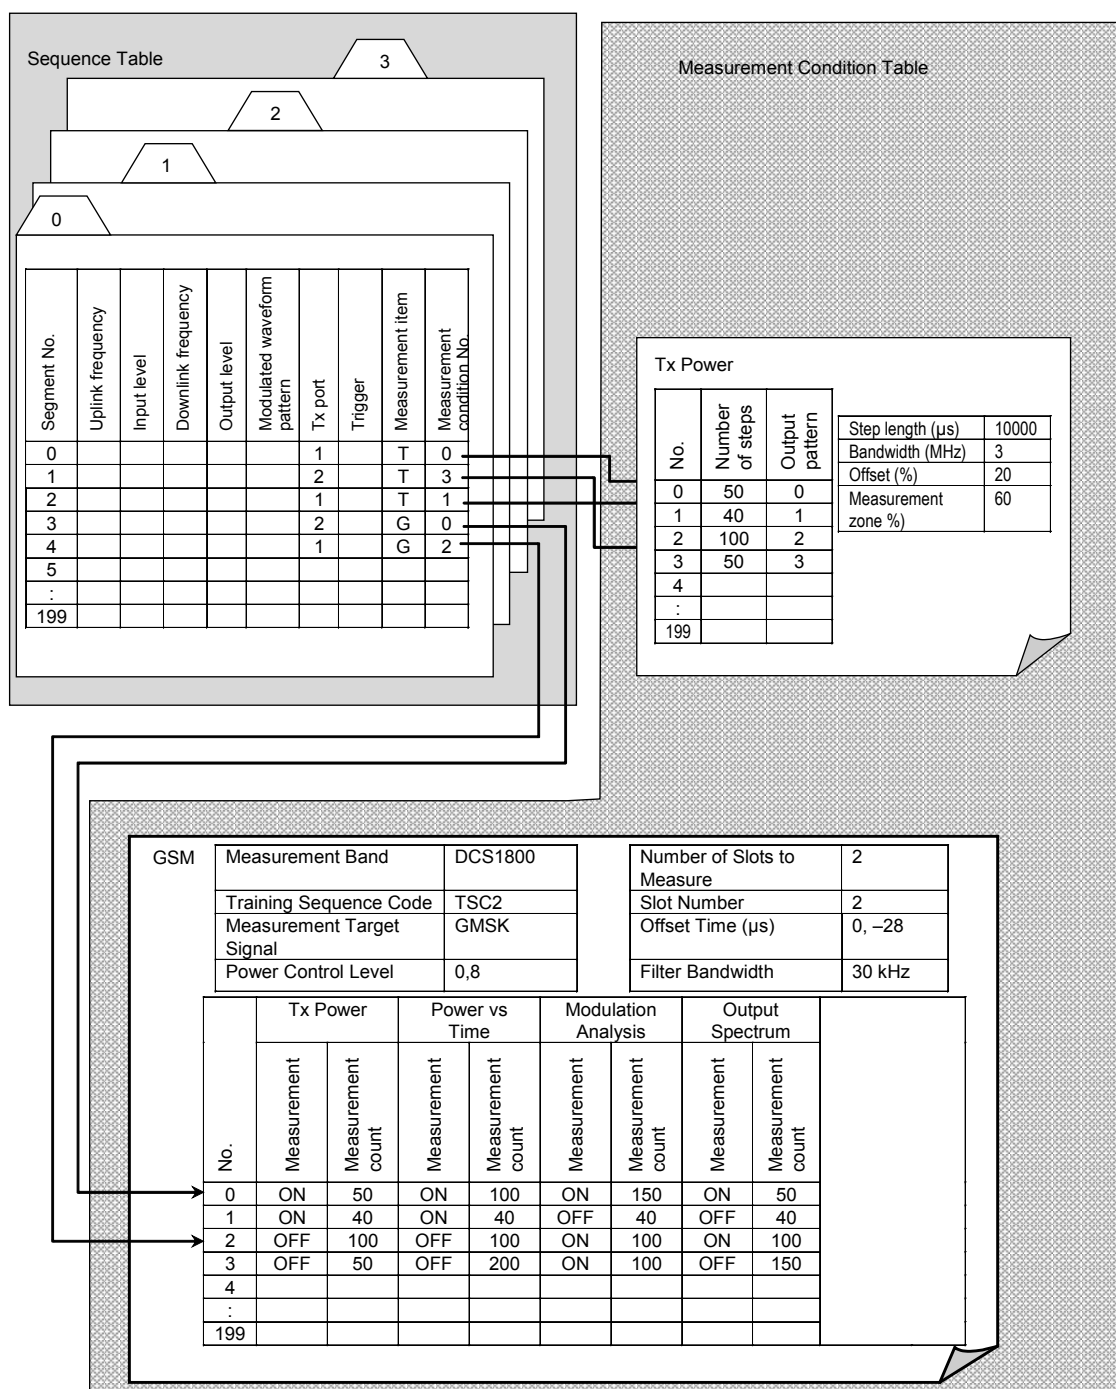 Sequence Table
3
2
1
0
Segment No. Uplink frequency Input level Downlink frequency Output level Modulated waveform pattern Tx port Trigger Measurement item Measurement condition No.
0 1 T 0
1 2 T 3
2 1 T 1
3 2 G 0
4 1 G 2
5
:
199
Measurement Condition Table
Tx Power
No. Number of steps Output pattern
0 50 0
1 40 1
2 100 2
3 50 3
4
:
199
Step length (µs) 10000
Bandwidth (MHz) 3
Offset (%) 20
Measurement zone %) 60
GSM
Measurement Band DCS1800
Training Sequence Code TSC2
Measurement Target Signal GMSK
Power Control Level 0,8
Number of Slots to Measure 2
Slot Number 2
Offset Time (µs) 0, –28
Filter Bandwidth 30 kHz
Tx Power Power vs Time Modulation Analysis Output Spectrum
No. Measurement Measurement count Measurement Measurement count Measurement Measurement count Measurement Measurement count
0 ON 50 ON 100 ON 150 ON 50
1 ON 40 ON 40 OFF 40 OFF 40
2 OFF 100 OFF 100 ON 100 ON 100
3 OFF 50 OFF 200 ON 100 OFF 150
4
:
199